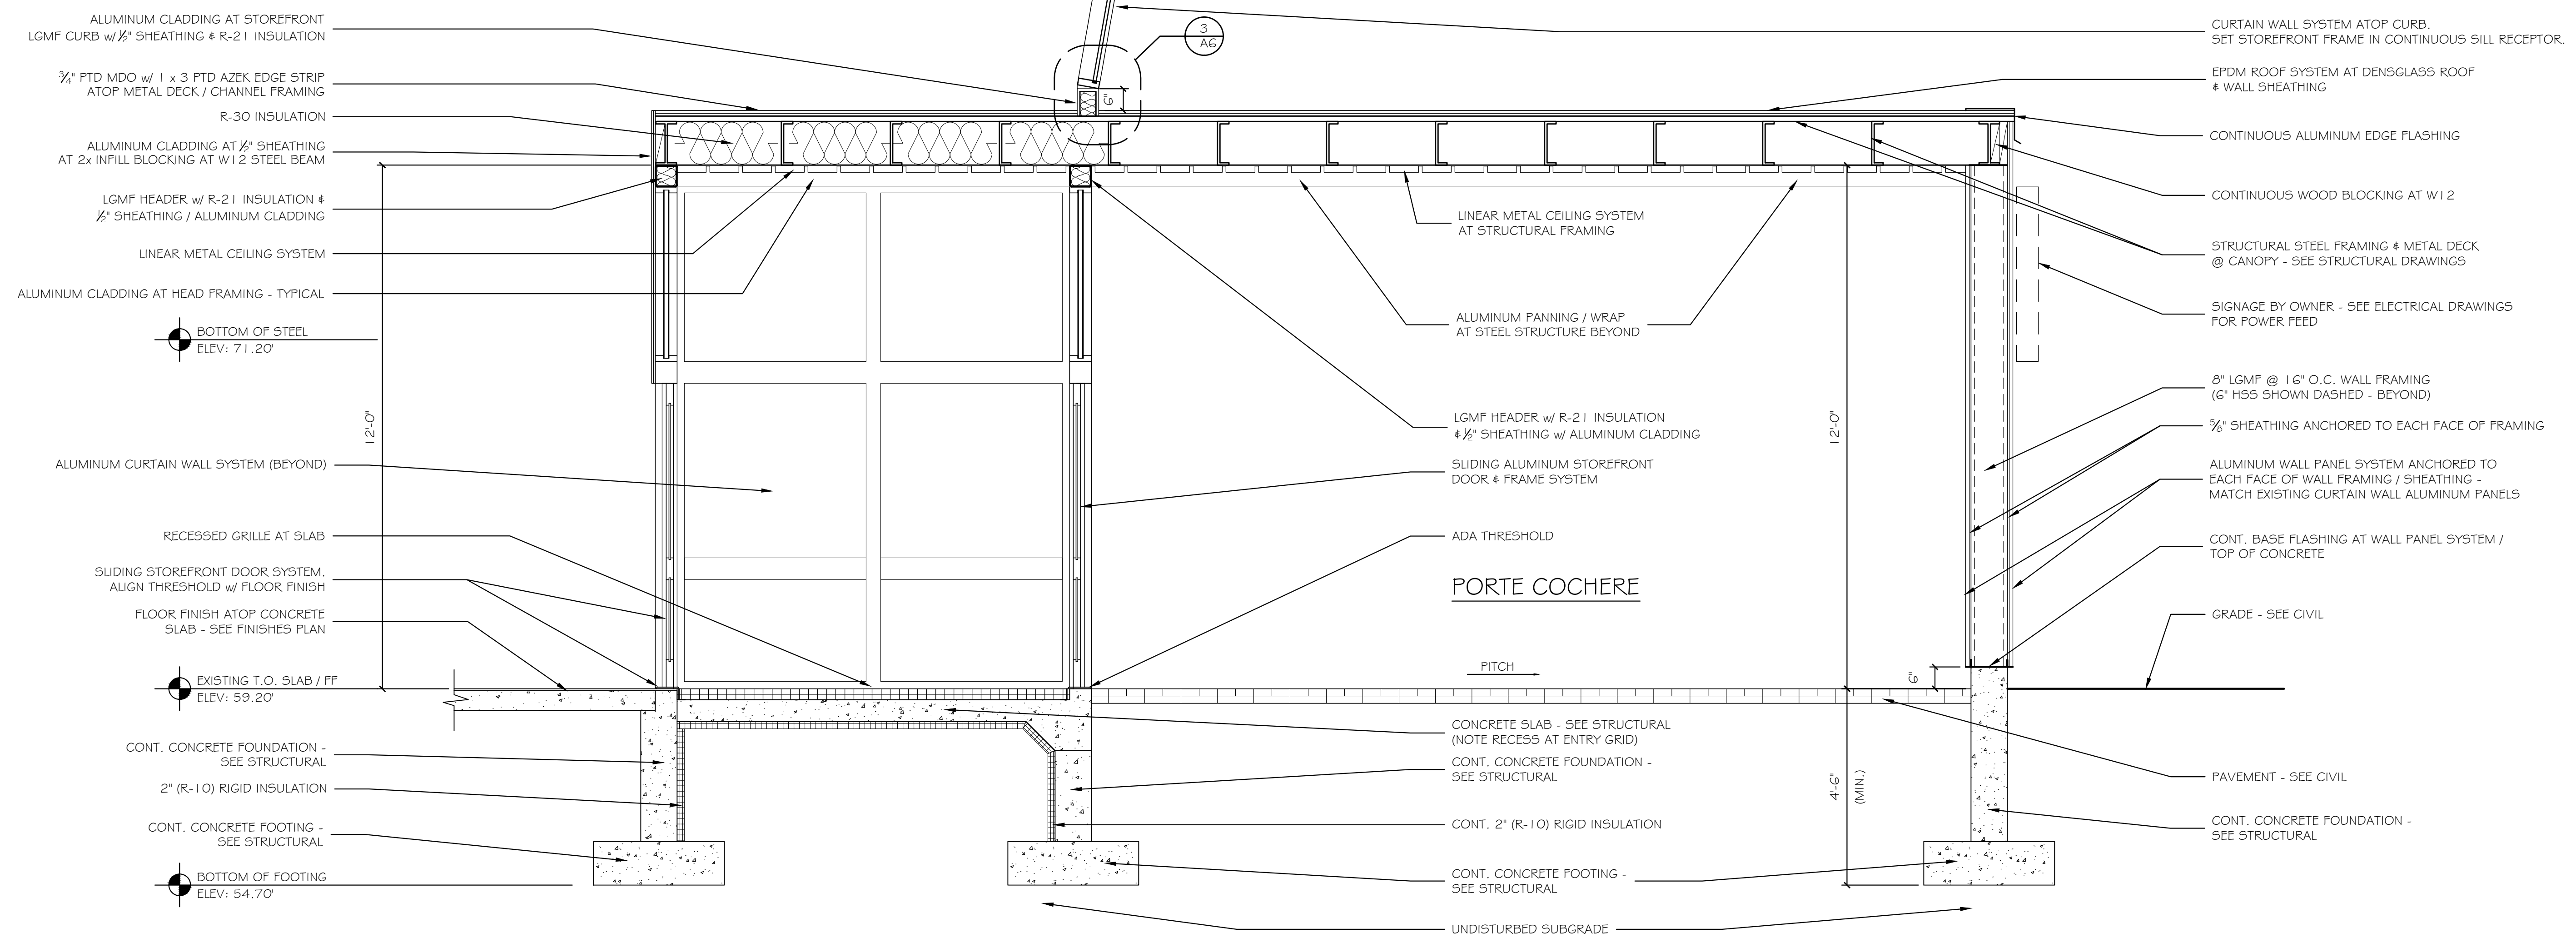 ALUMINUM CLADDING AT STOREFRONT
LGMF CURB w/ 1/2" SHEATHING & R-21 INSULATION
3/4" PTD MDO w/ 1 x 3 PTD AZEK EDGE STRIP
ATOP METAL DECK / CHANNEL FRAMING
R-30 INSULATION
ALUMINUM CLADDING AT 1/2" SHEATHING
AT 2x INFILL BLOCKING AT W12 STEEL BEAM
LGMF HEADER w/ R-21 INSULATION &
1/2" SHEATHING / ALUMINUM CLADDING
LINEAR METAL CEILING SYSTEM
ALUMINUM CLADDING AT HEAD FRAMING - TYPICAL
BOTTOM OF STEEL
ELEV: 71.20'
12'-0"
ALUMINUM CURTAIN WALL SYSTEM (BEYOND)
RECESSED GRILLE AT SLAB
SLIDING STOREFRONT DOOR SYSTEM.
ALIGN THRESHOLD w/ FLOOR FINISH
FLOOR FINISH ATOP CONCRETE
SLAB - SEE FINISHES PLAN
EXISTING T.O. SLAB / FF
ELEV: 59.20'
CONT. CONCRETE FOUNDATION -
SEE STRUCTURAL
2" (R-10) RIGID INSULATION
CONT. CONCRETE FOOTING -
SEE STRUCTURAL
BOTTOM OF FOOTING
ELEV: 54.70'
3
A6
6"
LINEAR METAL CEILING SYSTEM
AT STRUCTURAL FRAMING
ALUMINUM PANNING / WRAP
AT STEEL STRUCTURE BEYOND
LGMF HEADER w/ R-21 INSULATION
& 1/2" SHEATHING w/ ALUMINUM CLADDING
SLIDING ALUMINUM STOREFRONT
DOOR & FRAME SYSTEM
ADA THRESHOLD
PORTE COCHERE
PITCH
CONCRETE SLAB - SEE STRUCTURAL
(NOTE RECESS AT ENTRY GRID)
CONT. CONCRETE FOUNDATION -
SEE STRUCTURAL
CONT. 2" (R-10) RIGID INSULATION
CONT. CONCRETE FOOTING -
SEE STRUCTURAL
UNDISTURBED SUBGRADE
12'-0"
4'-6"
(MIN.)
6"
CURTAIN WALL SYSTEM ATOP CURB.
SET STOREFRONT FRAME IN CONTINUOUS SILL RECEPTOR.
EPDM ROOF SYSTEM AT DENSGLASS ROOF
& WALL SHEATHING
CONTINUOUS ALUMINUM EDGE FLASHING
CONTINUOUS WOOD BLOCKING AT W12
STRUCTURAL STEEL FRAMING & METAL DECK
@ CANOPY - SEE STRUCTURAL DRAWINGS
SIGNAGE BY OWNER - SEE ELECTRICAL DRAWINGS
FOR POWER FEED
8" LGMF @ 16" O.C. WALL FRAMING
(6" HSS SHOWN DASHED - BEYOND)
5/8" SHEATHING ANCHORED TO EACH FACE OF FRAMING
ALUMINUM WALL PANEL SYSTEM ANCHORED TO
EACH FACE OF WALL FRAMING / SHEATHING -
MATCH EXISTING CURTAIN WALL ALUMINUM PANELS
CONT. BASE FLASHING AT WALL PANEL SYSTEM /
TOP OF CONCRETE
GRADE - SEE CIVIL
PAVEMENT - SEE CIVIL
CONT. CONCRETE FOUNDATION -
SEE STRUCTURAL